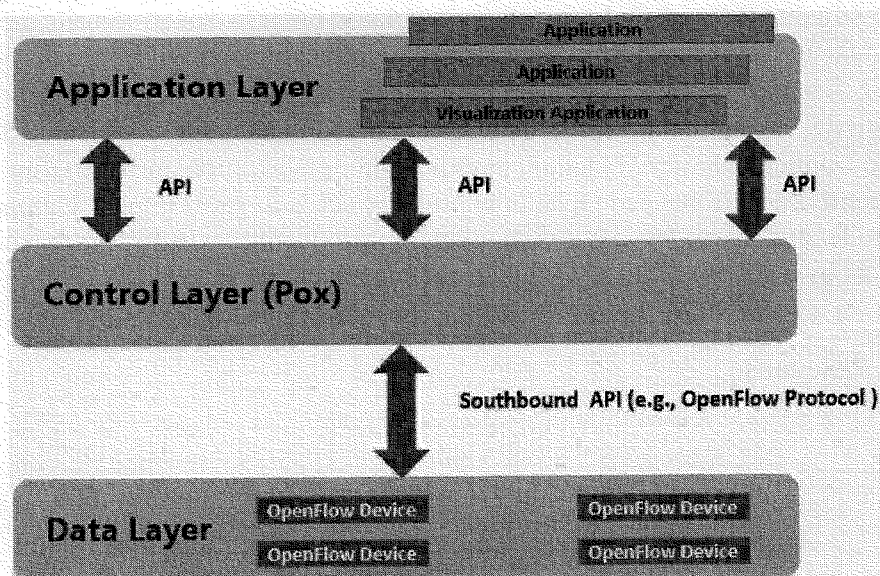 Application
Application Layer
Application
Visualization Application
API
API
API
Control Layer (Pox)
Southbound API (e.g., OpenFlow Protocol )
OpenFlow Device
OpenFlow Device
Data Layer
OpenFlow Device
OpenFlow Device